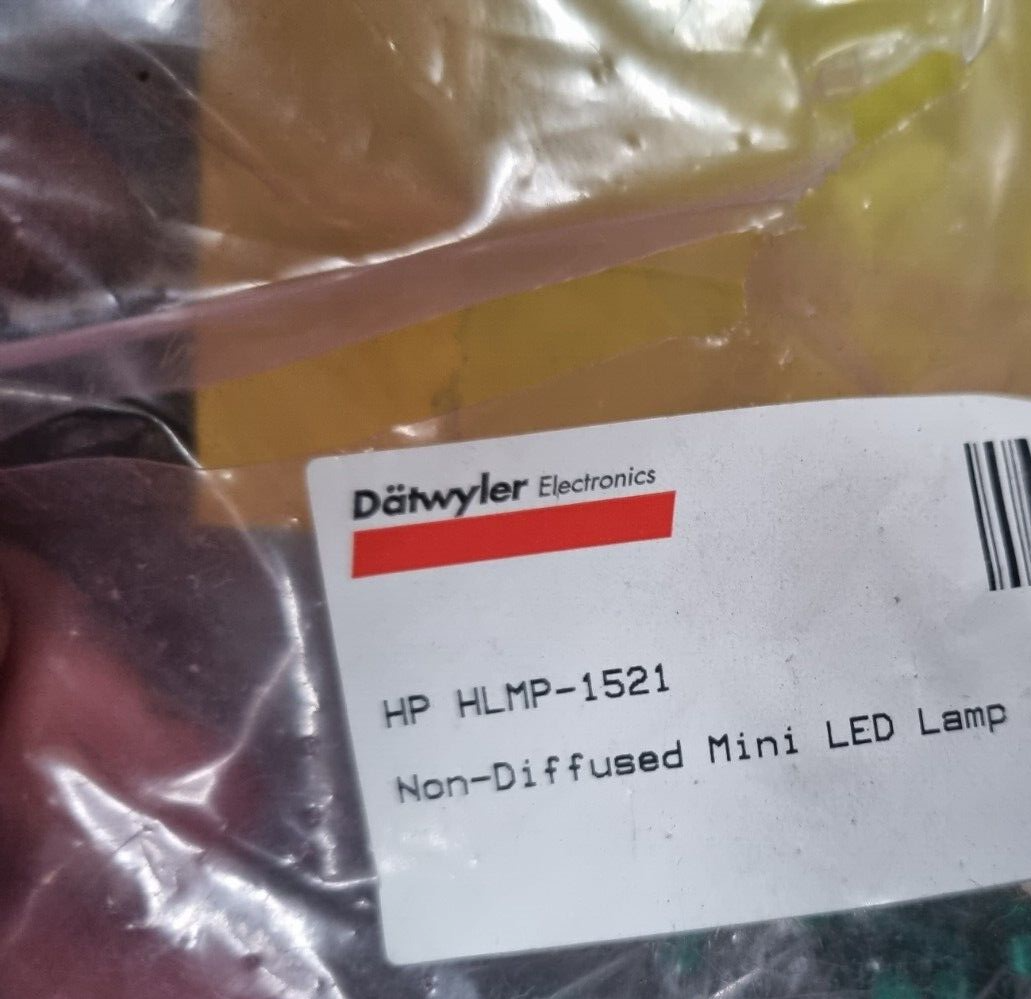 Dätwyler Electronics
HP HLMP-1521
Non-Diffused Mini LED Lamp